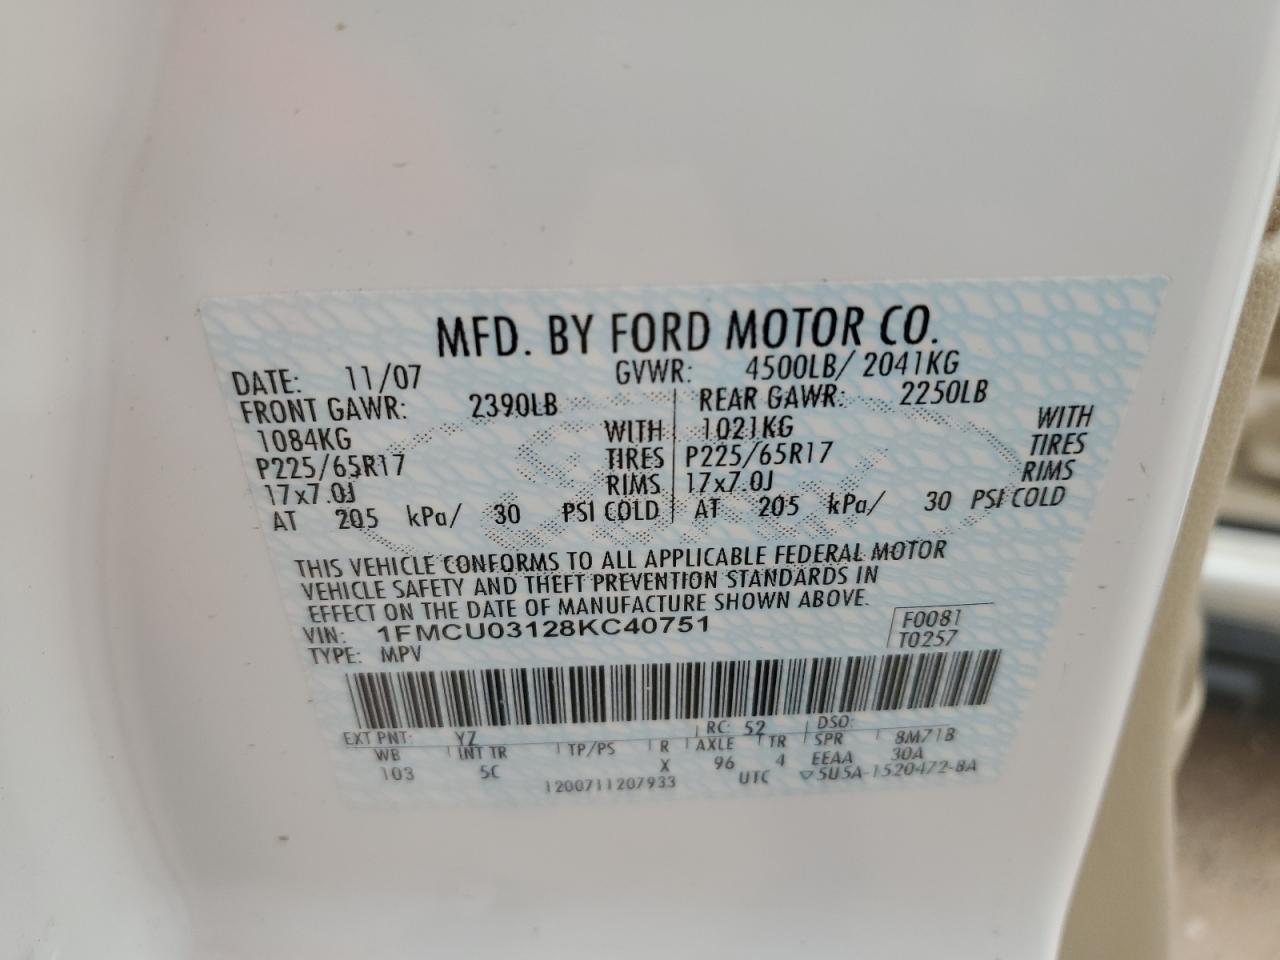 MFD. BY FORD MOTOR CO.
DATE: 11/07 GVWR: 4500LB/ 2041KG
FRONT GAWR: 2390LB REAR GAWR: 2250LB
1084KG WITH 1021KG WITH
P225/65R17 TIRES P225/65R17 TIRES
17x7.0J RIMS 17x7.0J RIMS
AT 205 kPa/ 30 PSI COLD AT 205 kPa/ 30 PSI COLD
THIS VEHICLE CONFORMS TO ALL APPLICABLE FEDERAL MOTOR
VEHICLE SAFETY AND THEFT PREVENTION STANDARDS IN
EFFECT ON THE DATE OF MANUFACTURE SHOWN ABOVE.
VIN: 1FMCU03128KC40751 F0081
TYPE: MPV T0257
EXT PNT: YZ RC: 52 DSO:
WB INT TR TP/PS R AXLE TR SPR 8M71B
103 5C X 96 4 EEAA 30A
1200711207933 UTC ▽5U5A-1520472-BA